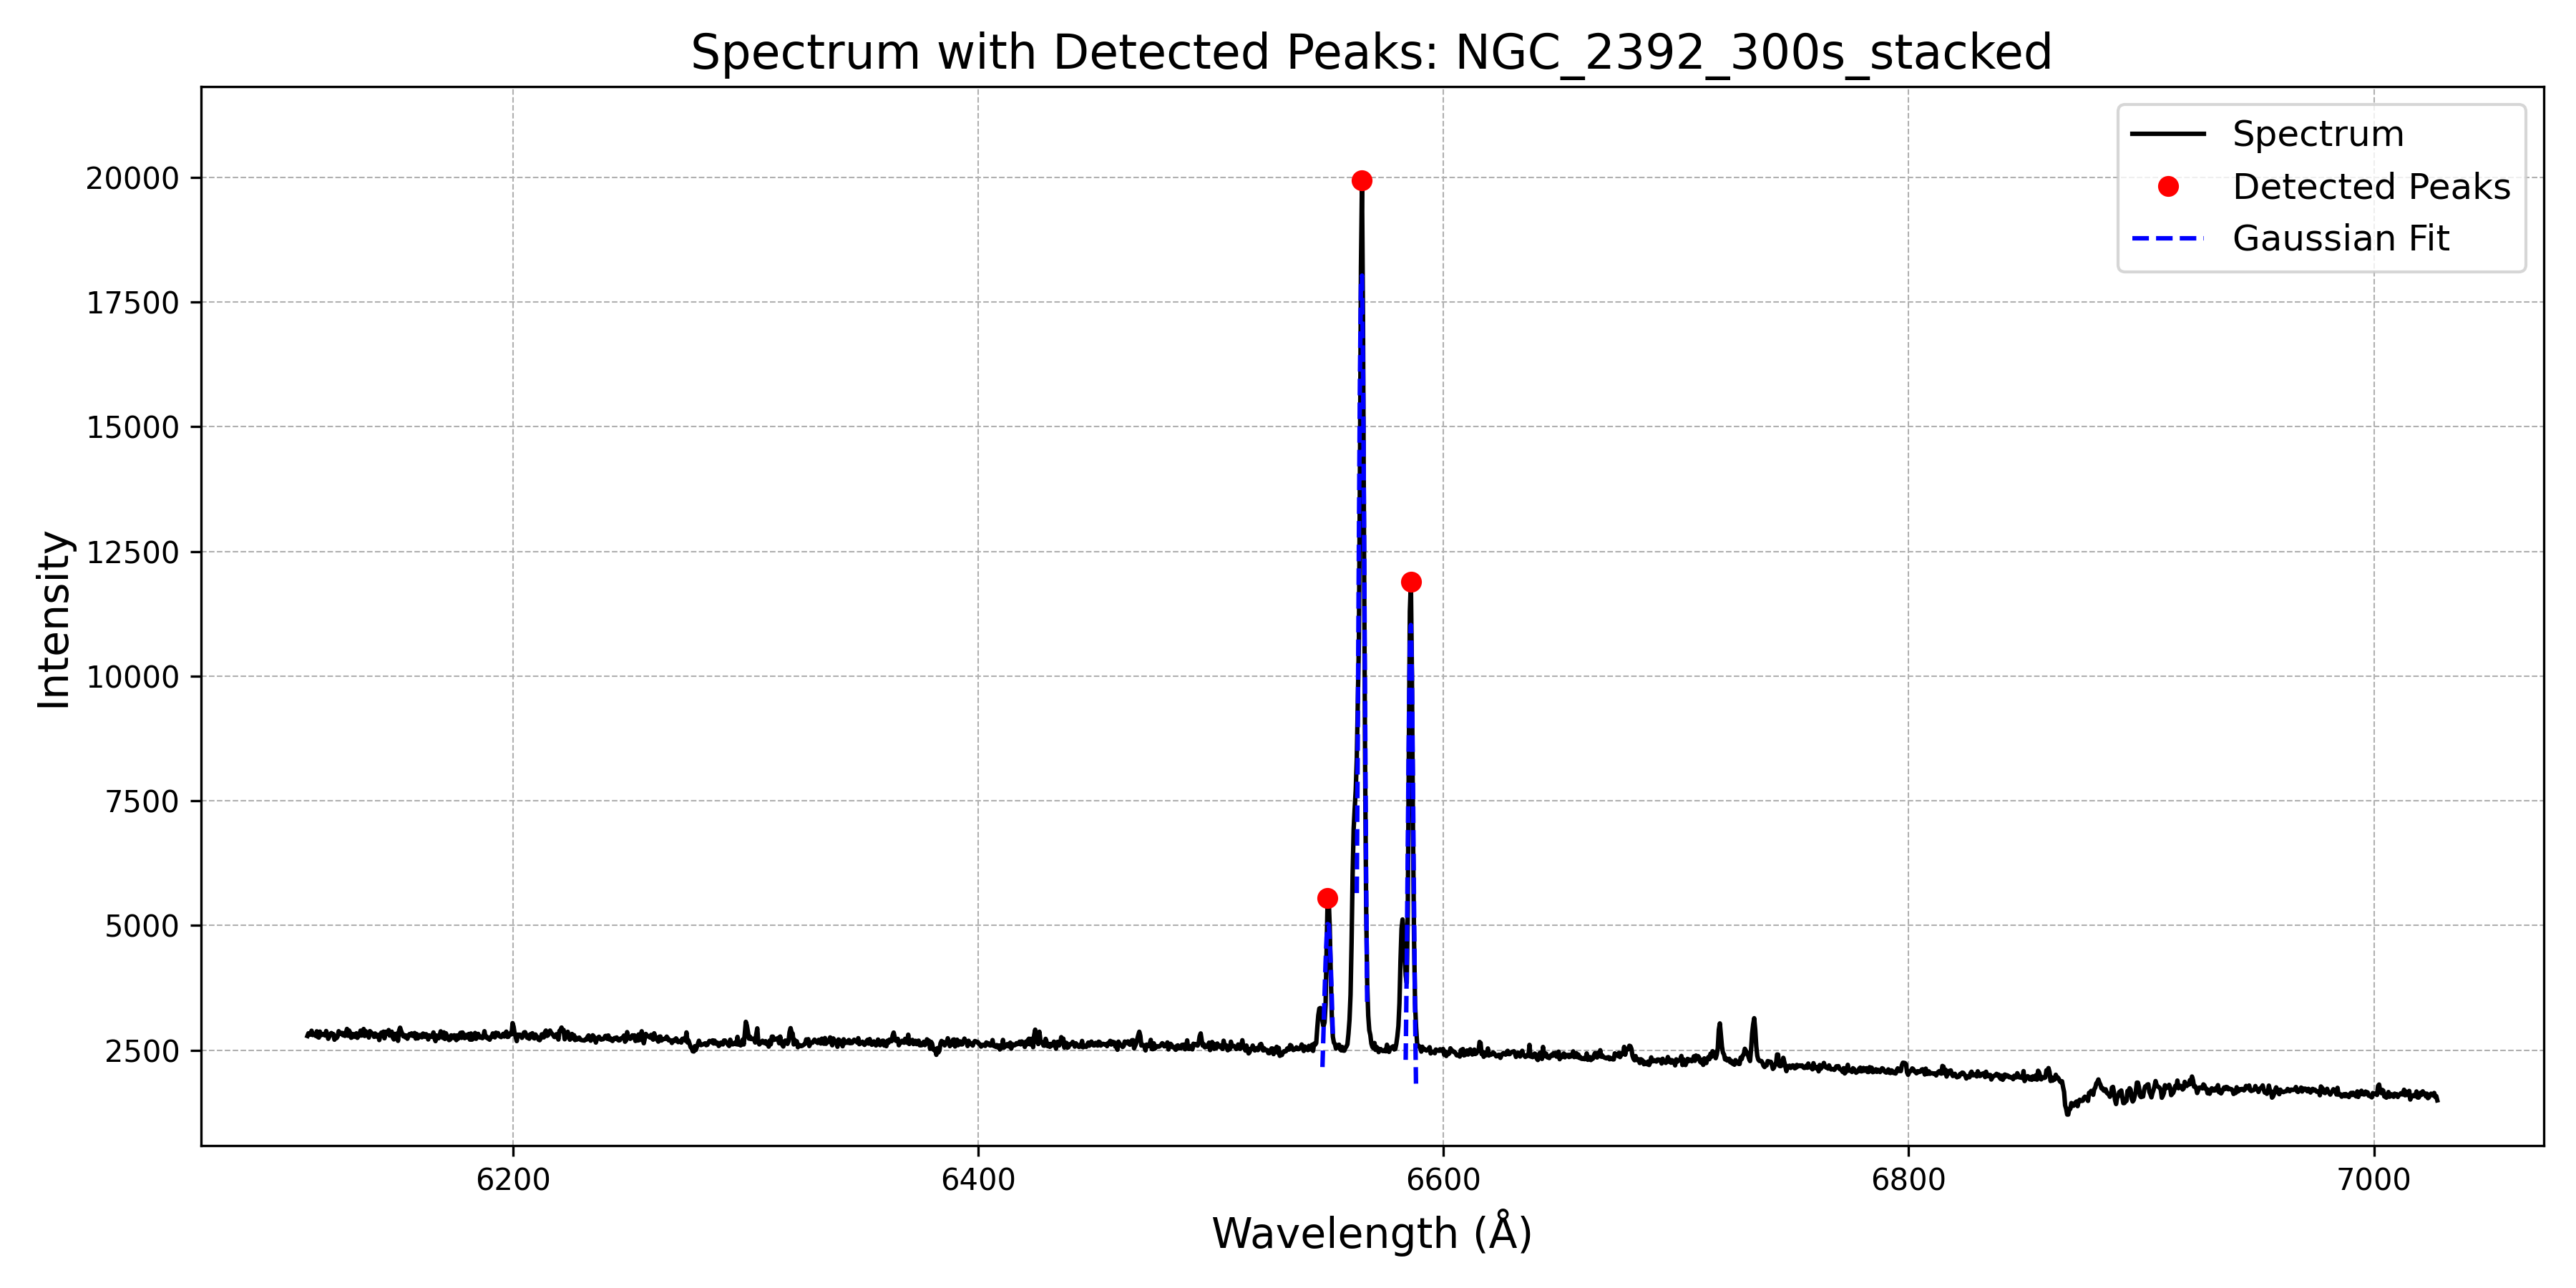 Spectrum with Detected Peaks: NGC_2392_300s_stacked
Spectrum
Detected Peaks
Gaussian Fit
Intensity
20000
17500
15000
12500
10000
7500
5000
2500
6200 6400 6600 6800 7000
Wavelength (Å)